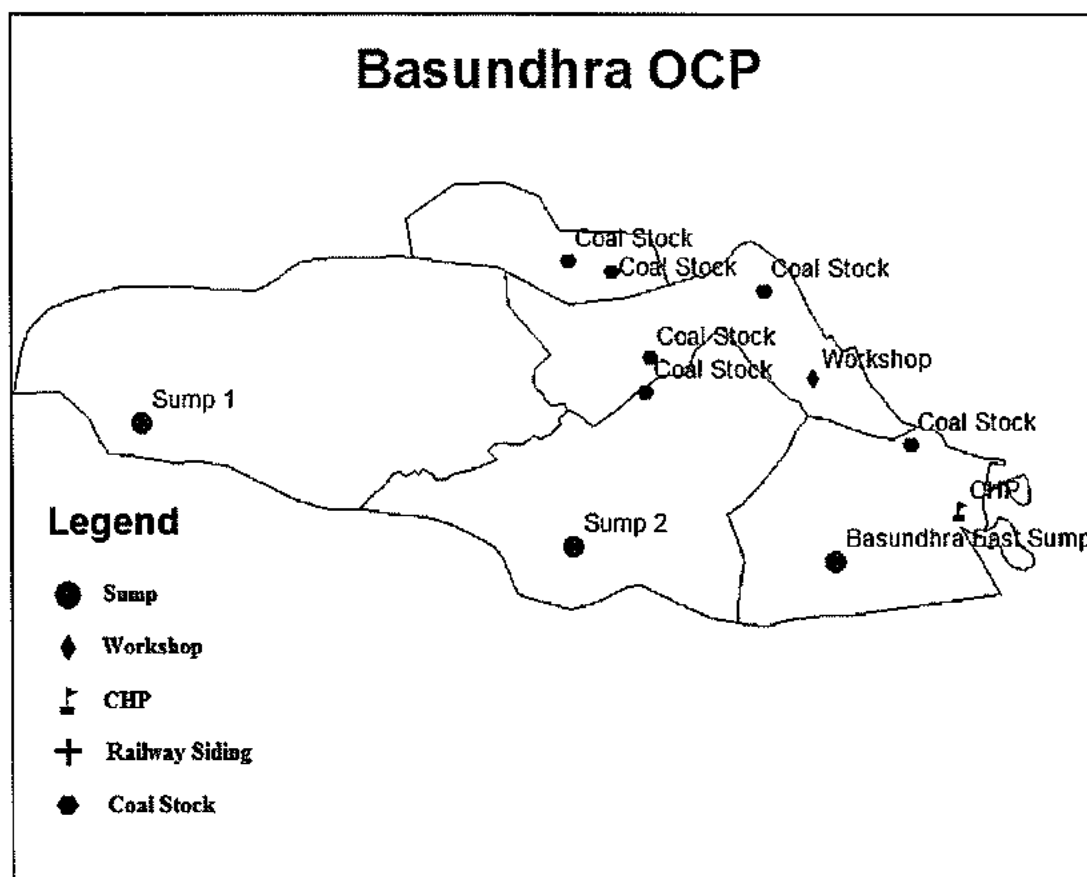 Basundhra OCP
Coal Stock
Coal Stock
Coal Stock
Coal Stock
Coal Stock
Workshop
Sump 1
Coal Stock
CHP
Sump 2
Basundhra East Sump
Legend
Sump
Workshop
CHP
Railway Siding
Coal Stock